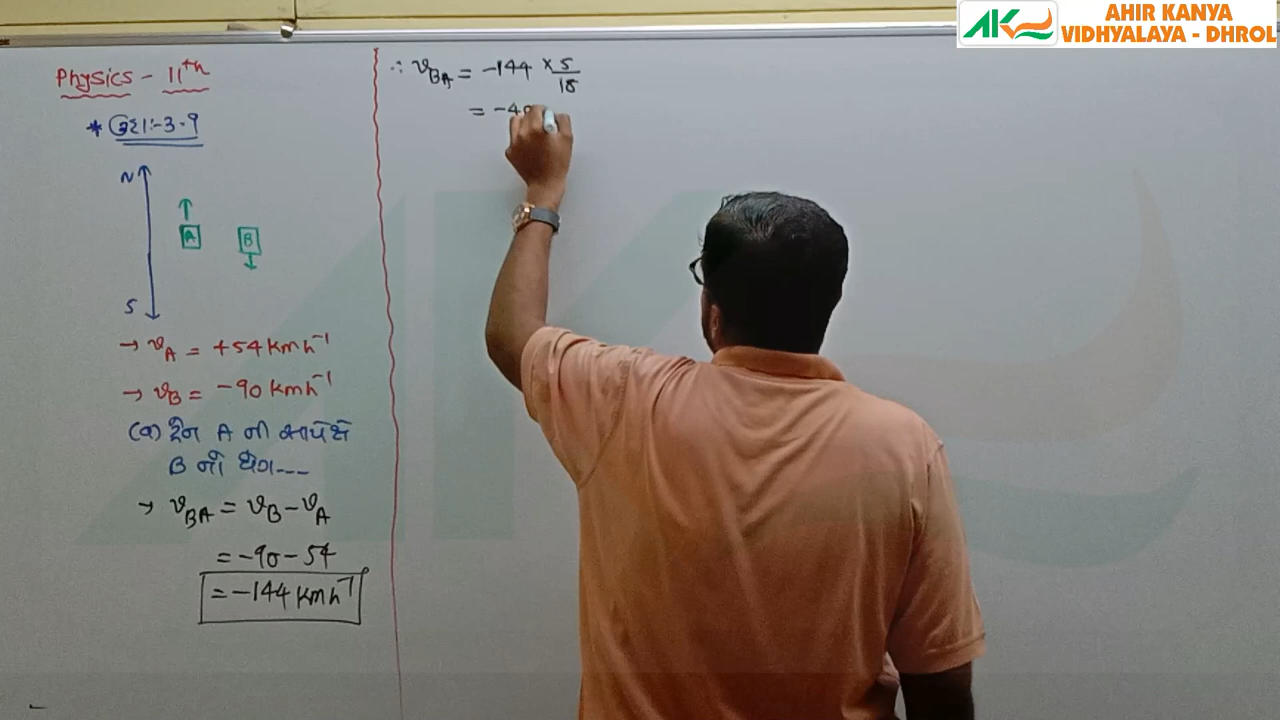 AHIR KANYA
VIDHYALAYA - DHROL
Physics - 11th
* ઉદા:-3.9
N
A
B
S
→ vA = +54 kmh⁻¹
→ vB = -90 kmh⁻¹
(a) ટ્રેન A ની સાપેક્ષે
B નો વેગ---
→ vBA = vB - vA
= -90 - 54
= -144 kmh⁻¹
∴ vBA = -144 × 5/18
= -40